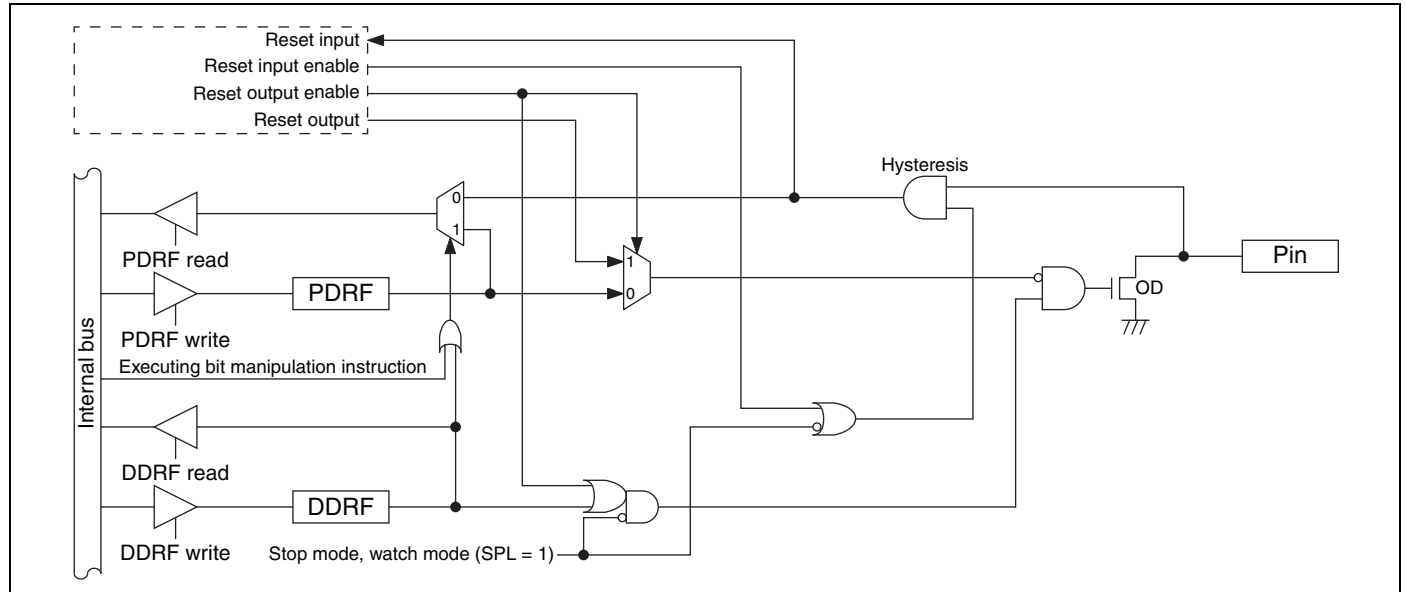 Reset input
Reset input enable
Reset output enable
Reset output
Hysteresis
0
1
PDRF read
1
Pin
PDRF
0
OD
PDRF write
Executing bit manipulation instruction
Internal bus
DDRF read
DDRF
DDRF write
Stop mode, watch mode (SPL = 1)